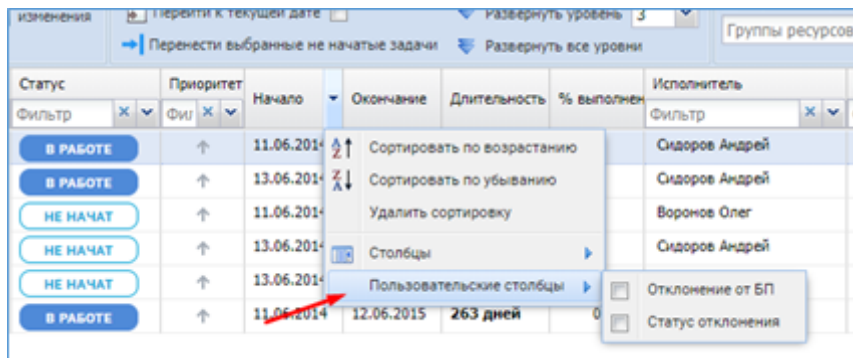 изменения
Перейти к текущей дате
Развернуть уровень 3
Перенести выбранные не начатые задачи
Развернуть все уровни
Группы ресурсов
Статус Приоритет Начало Окончание Длительность % выполнен Исполнитель
Фильтр Фил Фильтр
В РАБОТЕ 11.06.2014 Сидоров Андрей
В РАБОТЕ 13.06.2014 Сидоров Андрей
НЕ НАЧАТ 11.06.2014 Воронов Олег
НЕ НАЧАТ 13.06.2014 Сидоров Андрей
НЕ НАЧАТ 13.06.2014
В РАБОТЕ 11.06.2014 12.06.2015 263 дней 0
Сортировать по возрастанию
Сортировать по убыванию
Удалить сортировку
Столбцы
Пользовательские столбцы
Отклонение от БП
Статус отклонения